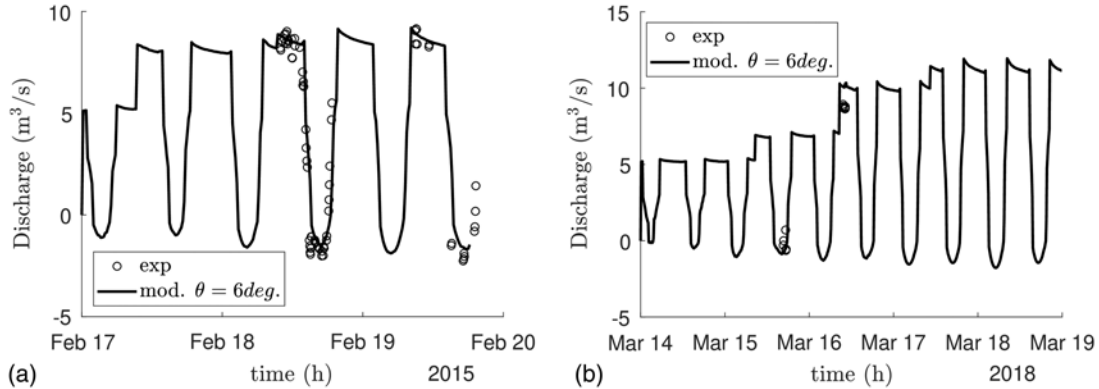 10
5
0
-5
Discharge (m³/s)
exp
mod. θ = 6deg.
Feb 17
Feb 18
Feb 19
Feb 20
(a)
time (h)
2015
15
10
5
0
-5
Discharge (m³/s)
exp
mod. θ = 6deg.
Mar 14
Mar 15
Mar 16
Mar 17
Mar 18
Mar 19
(b)
time (h)
2018